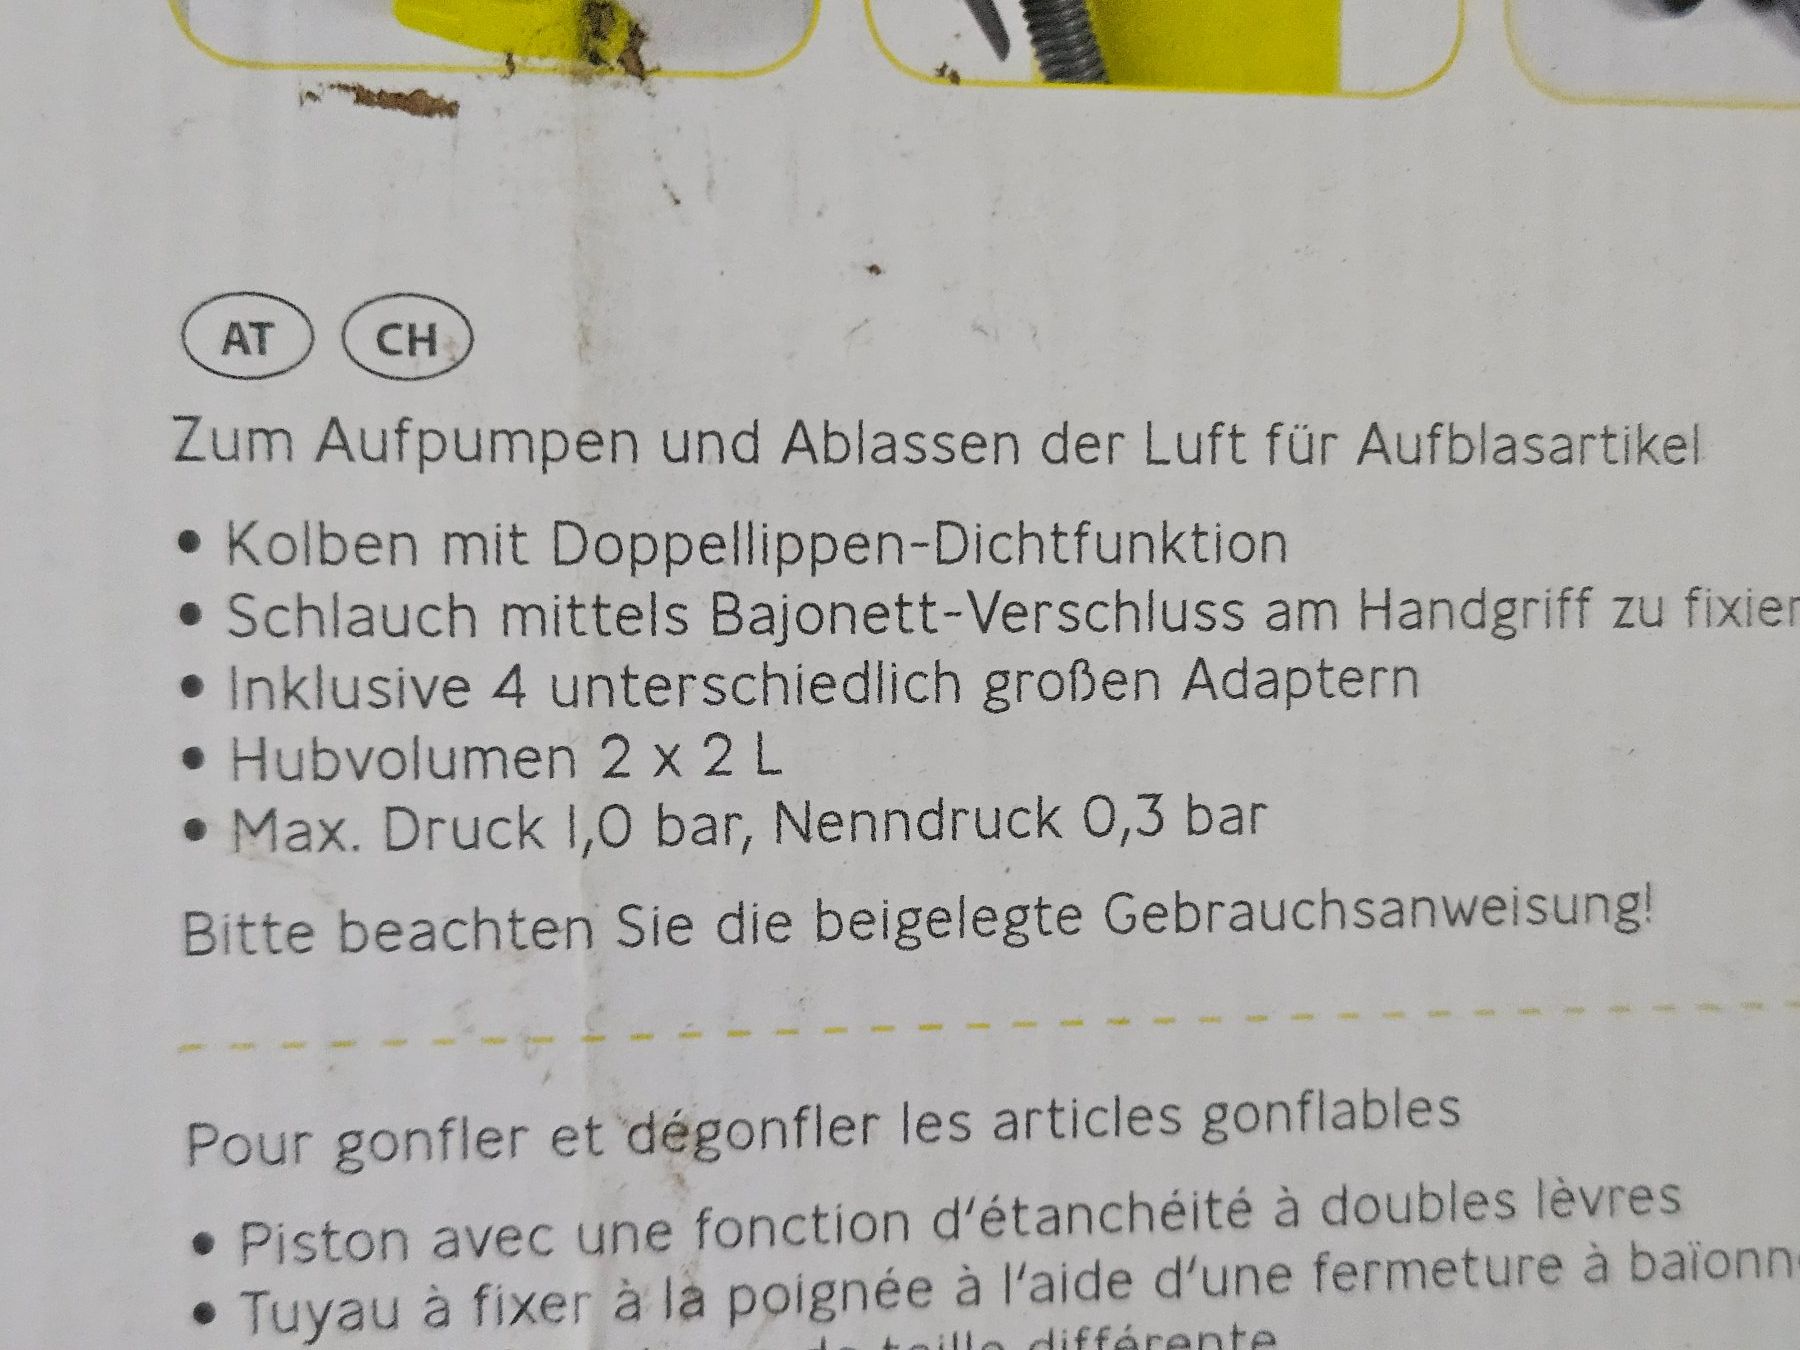 AT CH
Zum Aufpumpen und Ablassen der Luft für Aufblasartikel
• Kolben mit Doppellippen-Dichtfunktion
• Schlauch mittels Bajonett-Verschluss am Handgriff zu
• Inklusive 4 unterschiedlich großen Adaptern
• Hubvolumen 2 x 2 L
• Max. Druck 1,0 bar, Nenndruck 0,3 bar
Bitte beachten Sie die beigelegte Gebrauchsanweisung!
Pour gonfler et dégonfler les articles gonflables
• Piston avec une fonction d'étanchéité à doubles lèvres
• Tuyau à fixer à la poignée à l'aide d'une fermeture à
de taille différente